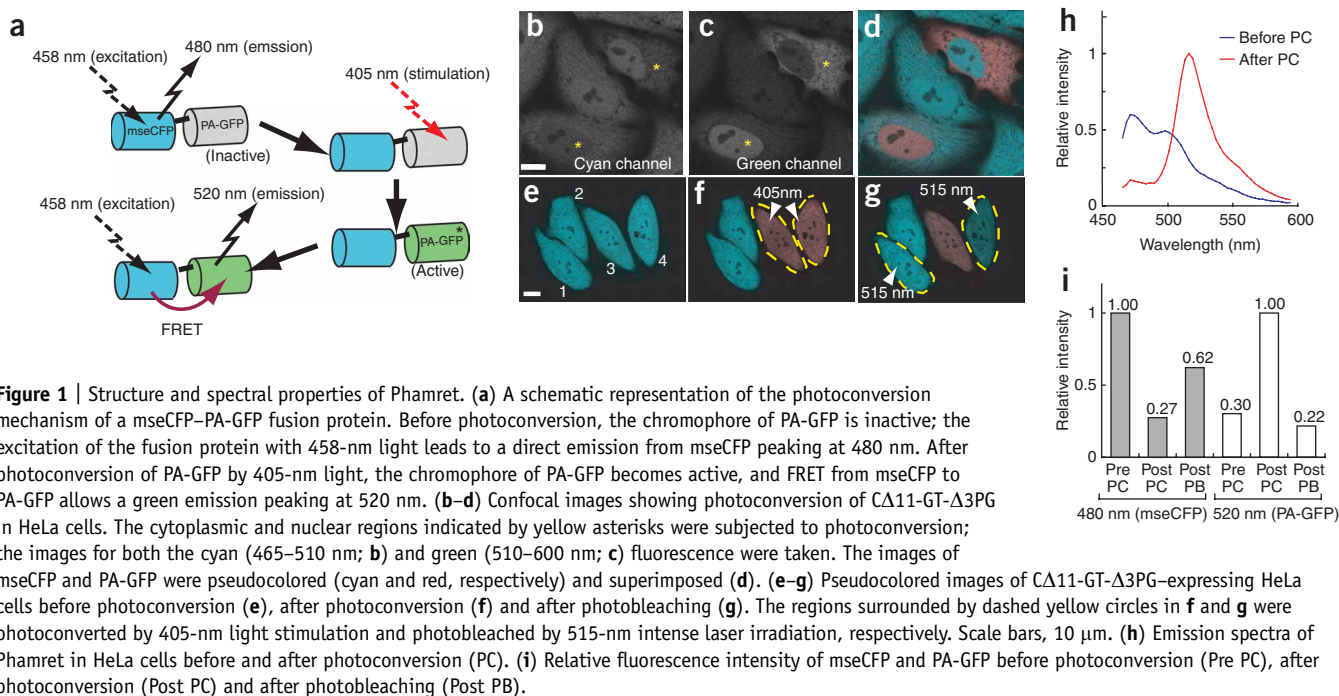 a
458 nm (excitation)
480 nm (emssion)
405 nm (stimulation)
mseCFP
PA-GFP
(Inactive)
458 nm (excitation)
520 nm (emission)
PA-GFP
*
(Active)
FRET
b
*
*
Cyan channel
c
*
*
Green channel
d
e
2
3
4
1
f
405nm
g
515 nm
515 nm
h
Relative intensity
1
0.5
0
450
500
550
600
Wavelength (nm)
Before PC
After PC
i
Relative intensity
1
0.5
0
1.00
0.27
0.62
0.30
1.00
0.22
Pre Post Post Pre Post Post
PC PC PB PC PC PB
480 nm (mseCFP) 520 nm (PA-GFP)
Figure 1 | Structure and spectral properties of Phamret. (a) A schematic representation of the photoconversion
mechanism of a mseCFP–PA-GFP fusion protein. Before photoconversion, the chromophore of PA-GFP is inactive; the
excitation of the fusion protein with 458-nm light leads to a direct emission from mseCFP peaking at 480 nm. After
photoconversion of PA-GFP by 405-nm light, the chromophore of PA-GFP becomes active, and FRET from mseCFP to
PA-GFP allows a green emission peaking at 520 nm. (b–d) Confocal images showing photoconversion of CΔ11-GT-Δ3PG
in HeLa cells. The cytoplasmic and nuclear regions indicated by yellow asterisks were subjected to photoconversion;
the images for both the cyan (465–510 nm; b) and green (510–600 nm; c) fluorescence were taken. The images of
mseCFP and PA-GFP were pseudocolored (cyan and red, respectively) and superimposed (d). (e–g) Pseudocolored images of CΔ11-GT-Δ3PG–expressing HeLa
cells before photoconversion (e), after photoconversion (f) and after photobleaching (g). The regions surrounded by dashed yellow circles in f and g were
photoconverted by 405-nm light stimulation and photobleached by 515-nm intense laser irradiation, respectively. Scale bars, 10 μm. (h) Emission spectra of
Phamret in HeLa cells before and after photoconversion (PC). (i) Relative fluorescence intensity of mseCFP and PA-GFP before photoconversion (Pre PC), after
photoconversion (Post PC) and after photobleaching (Post PB).